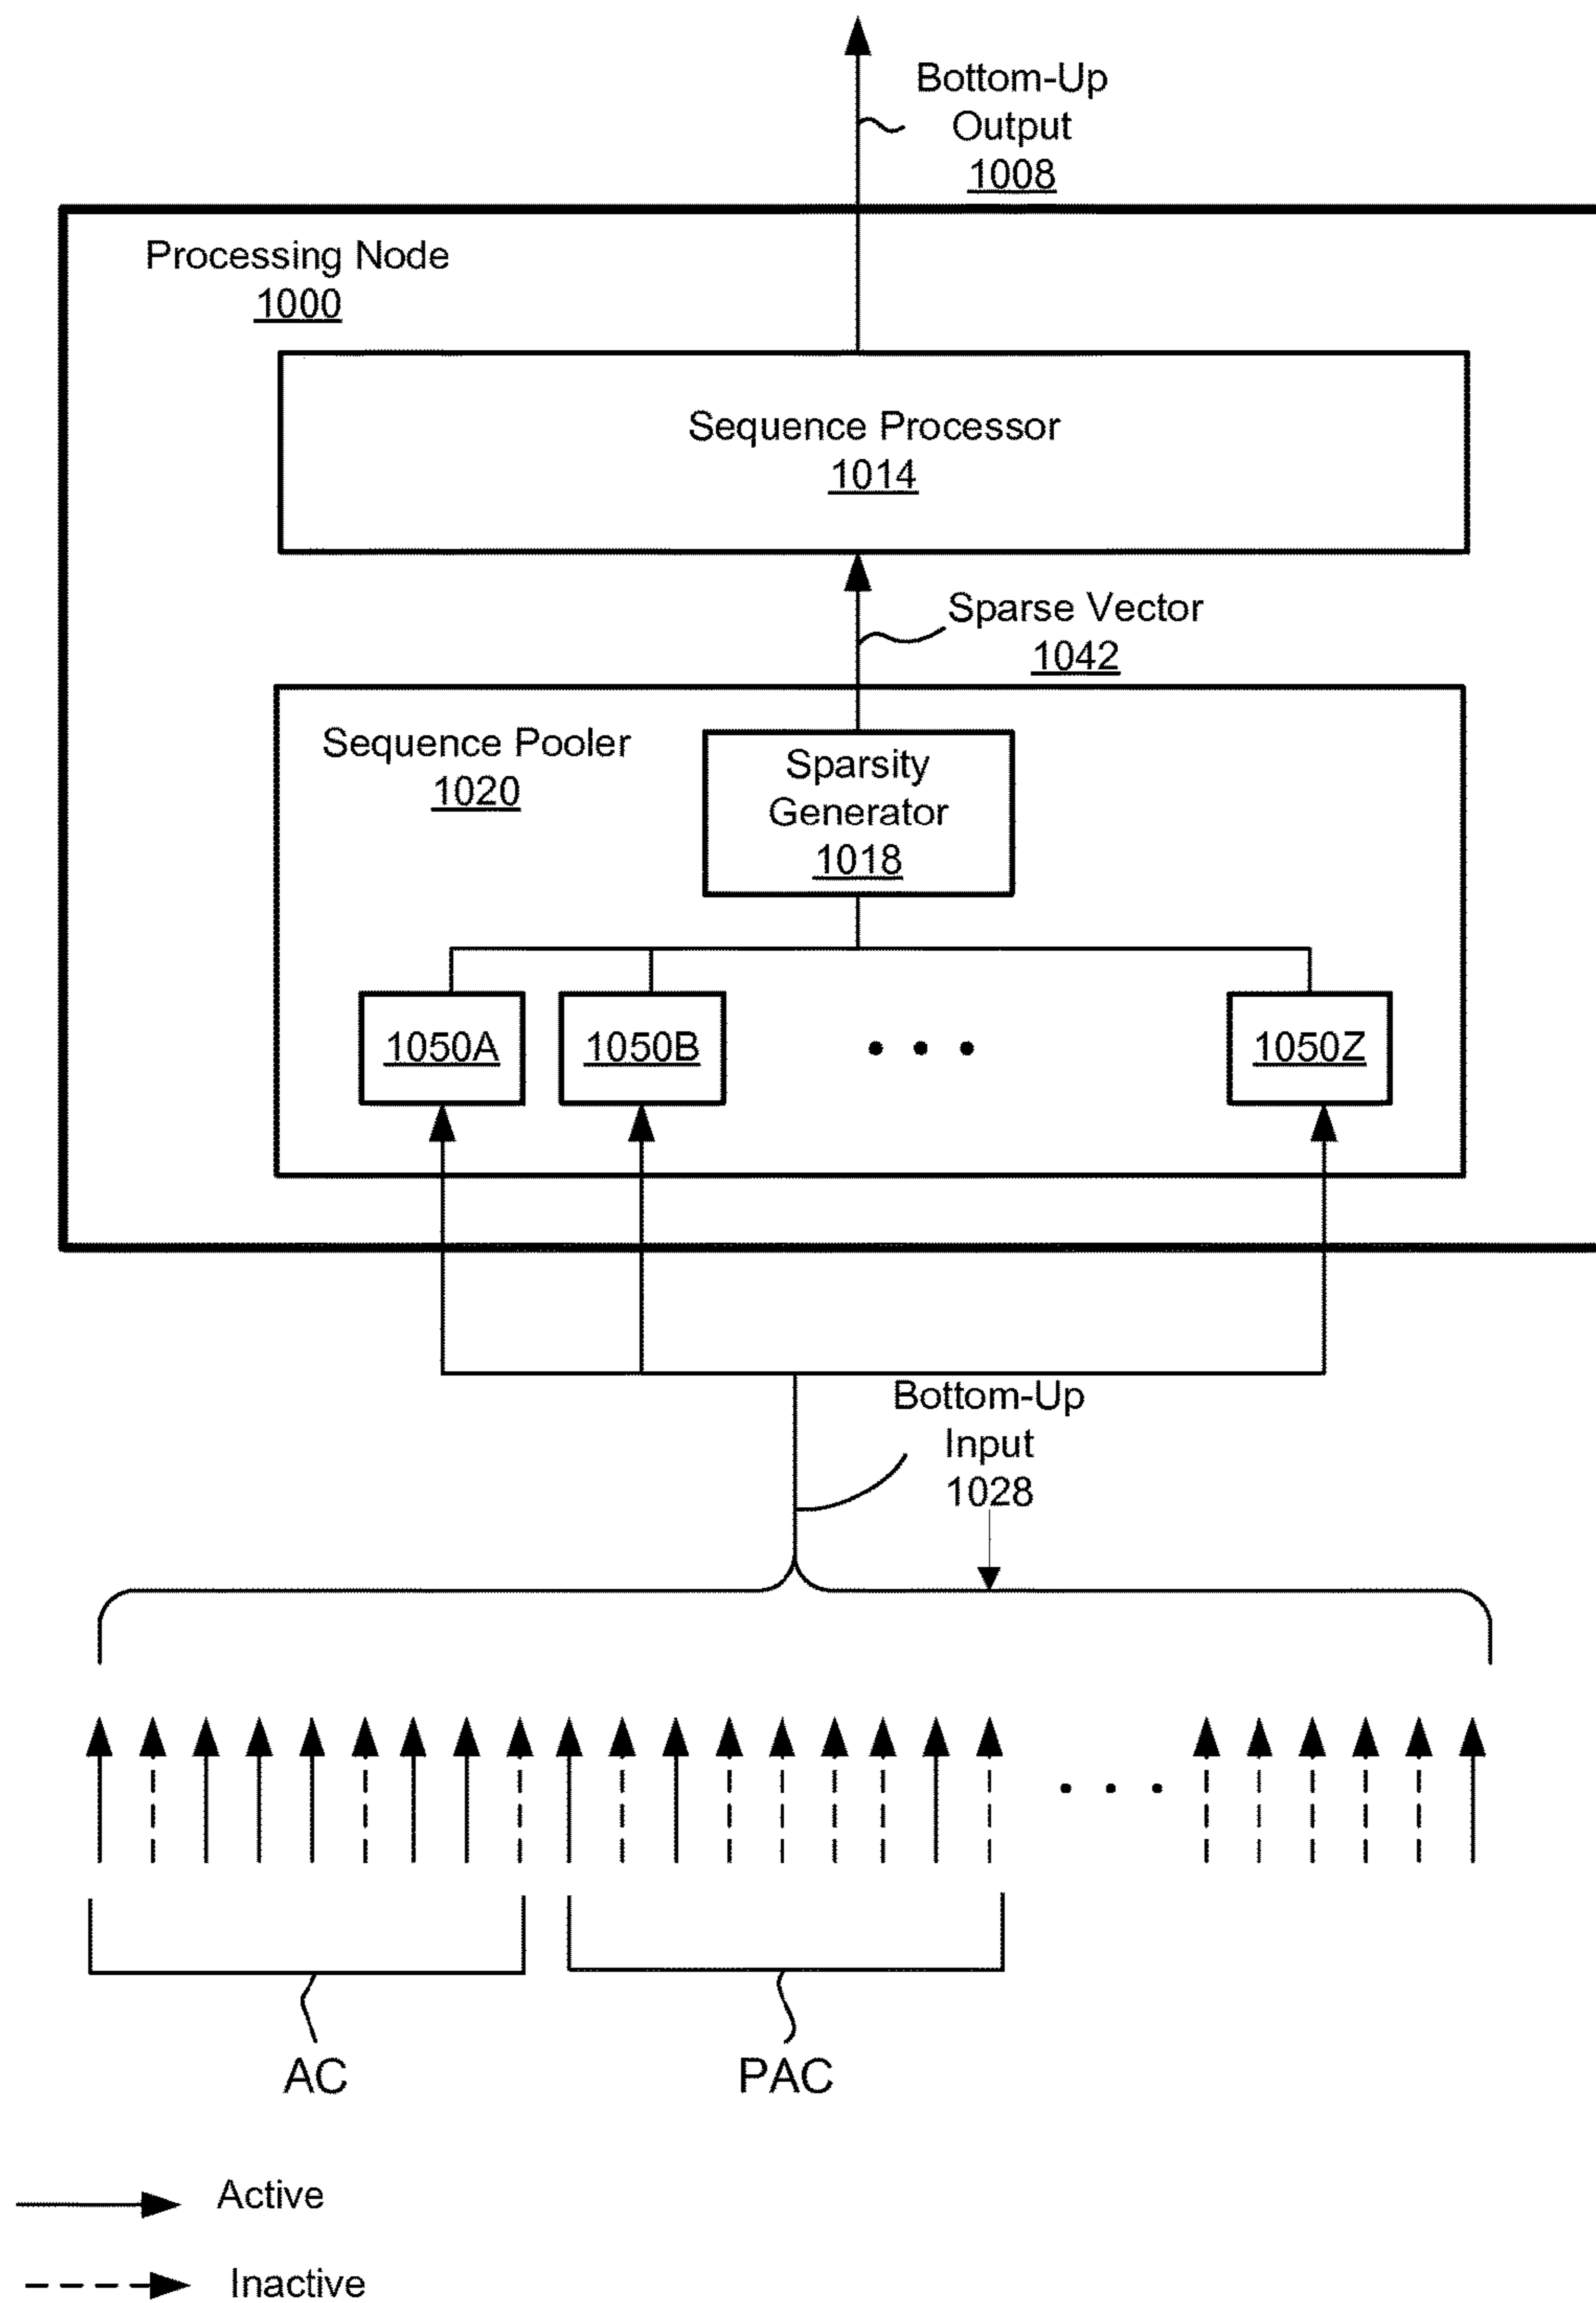 Bottom-Up
Output
1008
Processing Node
1000
Sequence Processor
1014
Sparse Vector
1042
Sequence Pooler
1020
Sparsity
Generator
1018
1050A
1050B
1050Z
Bottom-Up
Input
1028
AC
PAC
Active
Inactive